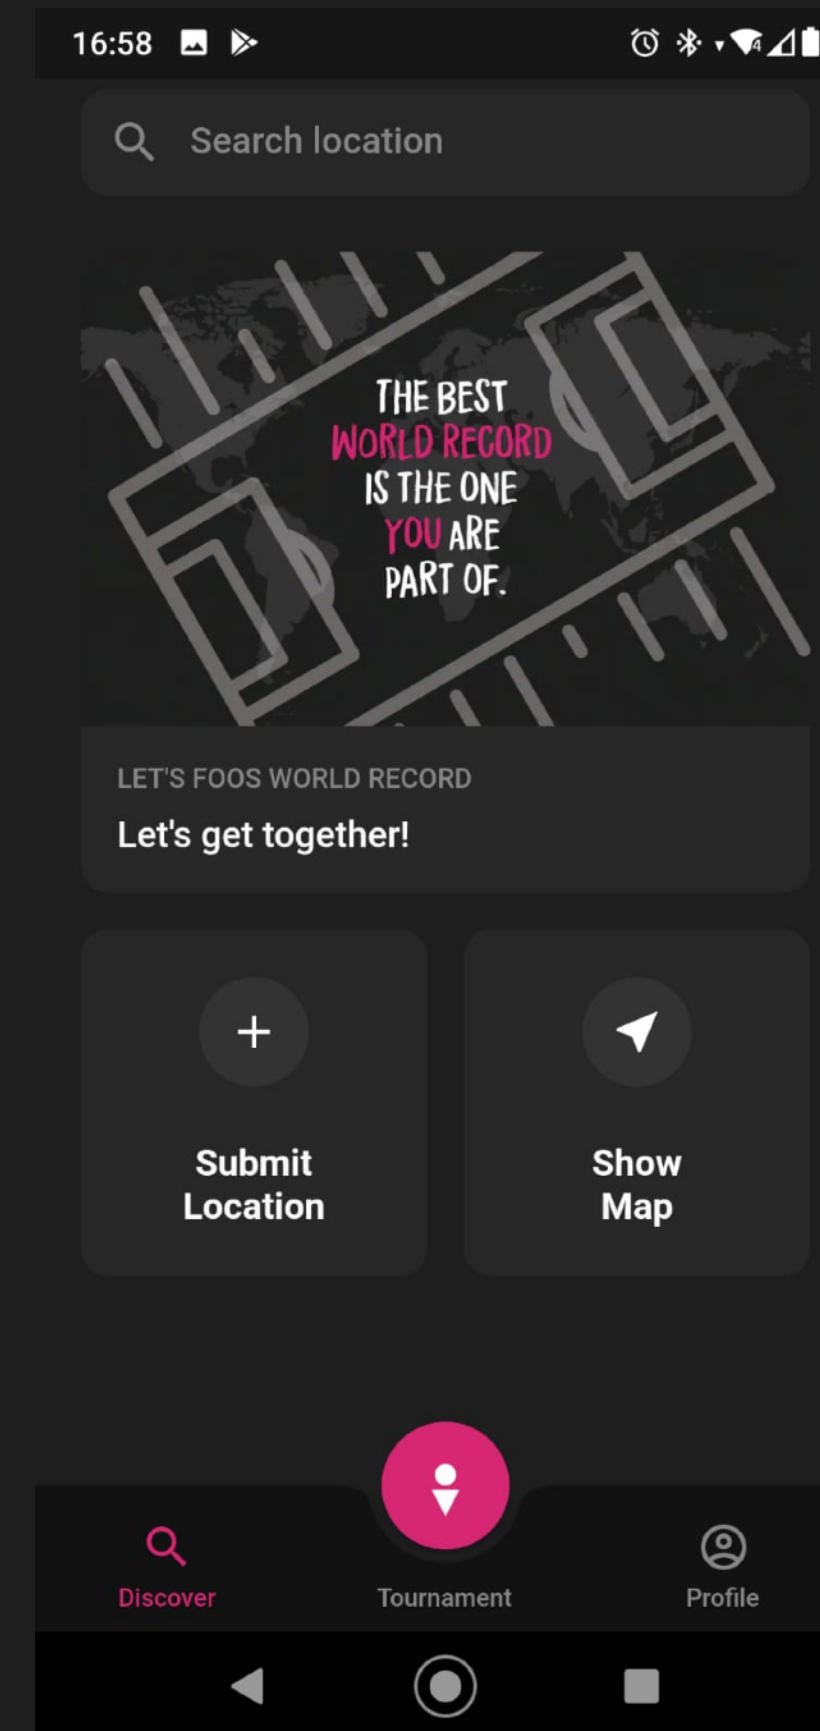 16:58
Search location
THE BEST
WORLD RECORD
IS THE ONE
YOU ARE
PART OF.
LET'S FOOS WORLD RECORD
Let's get together!
Submit
Location
Show
Map
Discover
Tournament
Profile